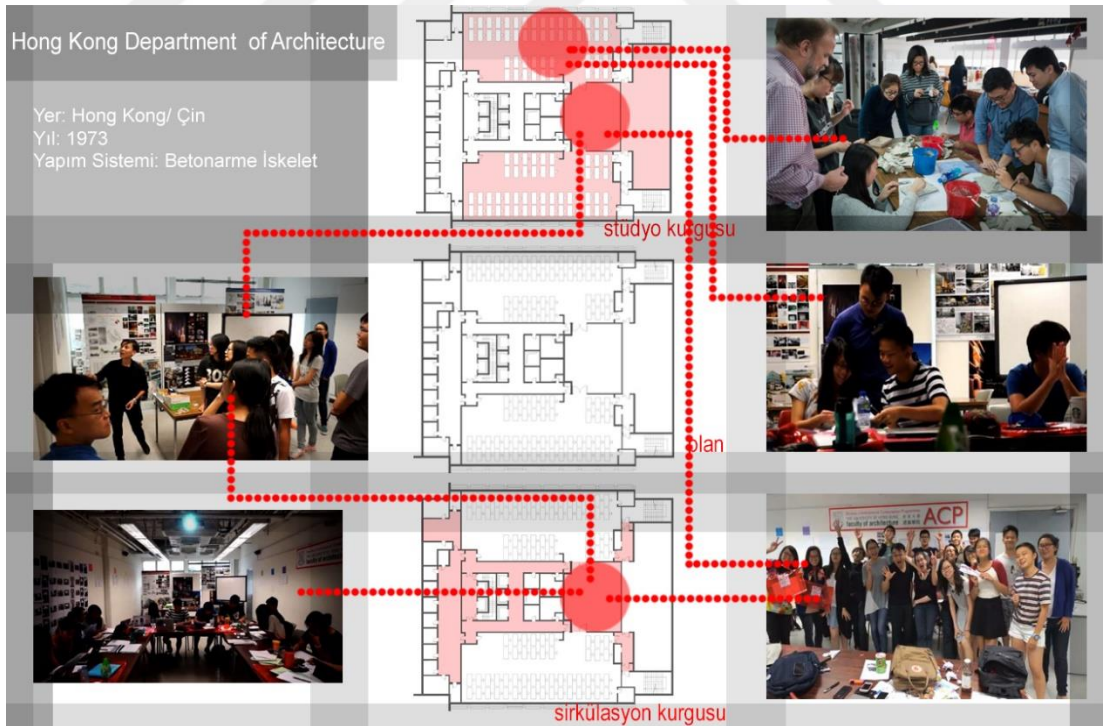 Hong Kong Department of Architecture
Yer: Hong Kong/ Çin
Yıl: 1973
Yapım Sistemi: Betonarme İskelet
stüdyo kurgusu
plan
faculty of architecture
ACP
sirkülasyon kurgusu